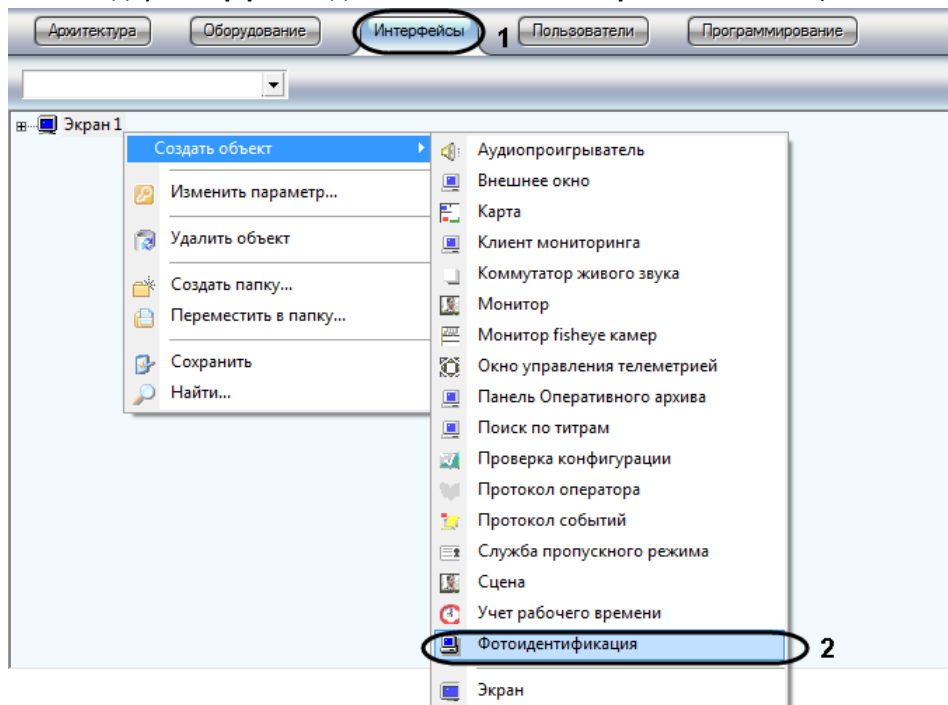 Архитектура Оборудование Интерфейсы 1 Пользователи Программирование
Экран 1
Создать объект
Изменить параметр...
Удалить объект
Создать папку...
Переместить в папку...
Сохранить
Найти...
Аудиопроигрыватель
Внешнее окно
Карта
Клиент мониторинга
Коммутатор живого звука
Монитор
Монитор fisheye камер
Окно управления телеметрией
Панель Оперативного архива
Поиск по титрам
Проверка конфигурации
Протокол оператора
Протокол событий
Служба пропускного режима
Сцена
Учет рабочего времени
Фотоидентификация 2
Экран